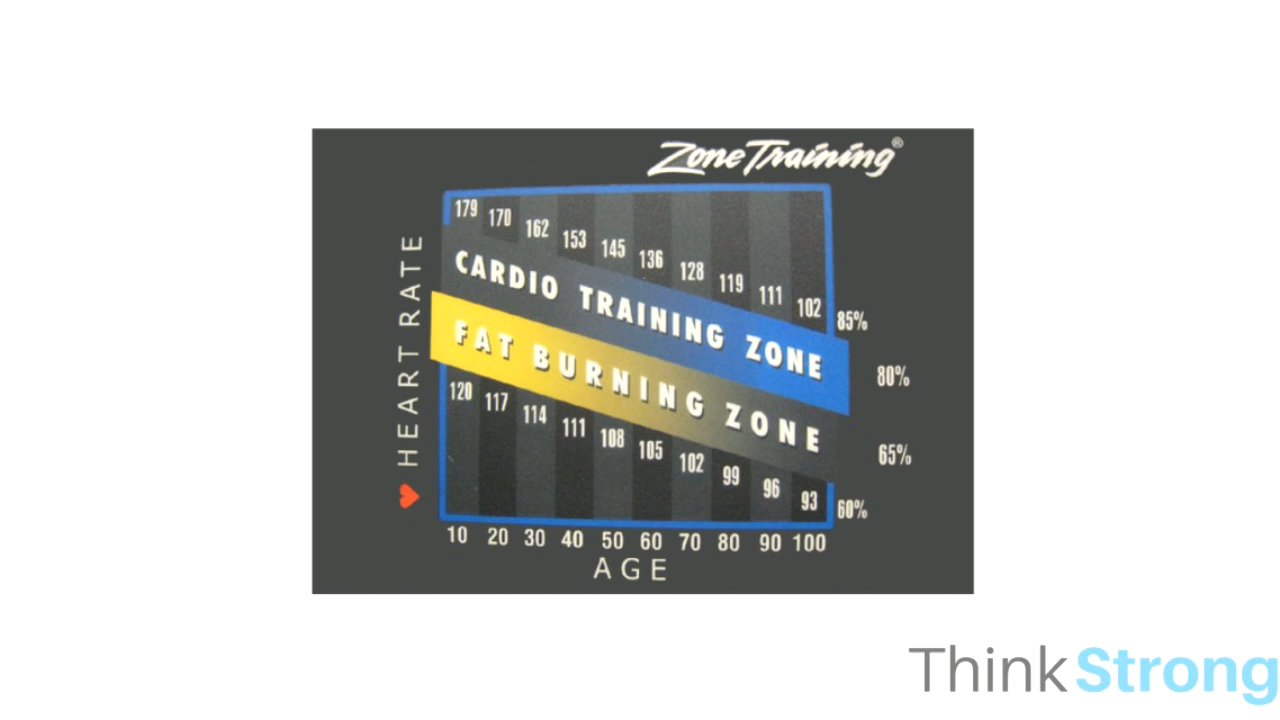 Zone Training®
179 170 162 153 145 136 128 119 111 102
85%
CARDIO TRAINING ZONE
80%
FAT BURNING ZONE
65%
120 117 114 111 108 105 102 99 96 93
60%
10 20 30 40 50 60 70 80 90 100
AGE
HEART RATE
ThinkStrong